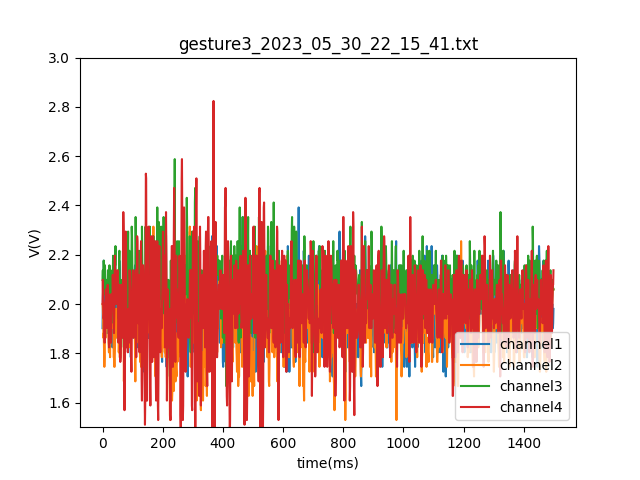 gesture3_2023_05_30_22_15_41.txt
3.0
2.8
2.6
2.4
2.2
2.0
1.8
1.6
V(V)
channel1
channel2
channel3
channel4
0 200 400 600 800 1000 1200 1400
time(ms)